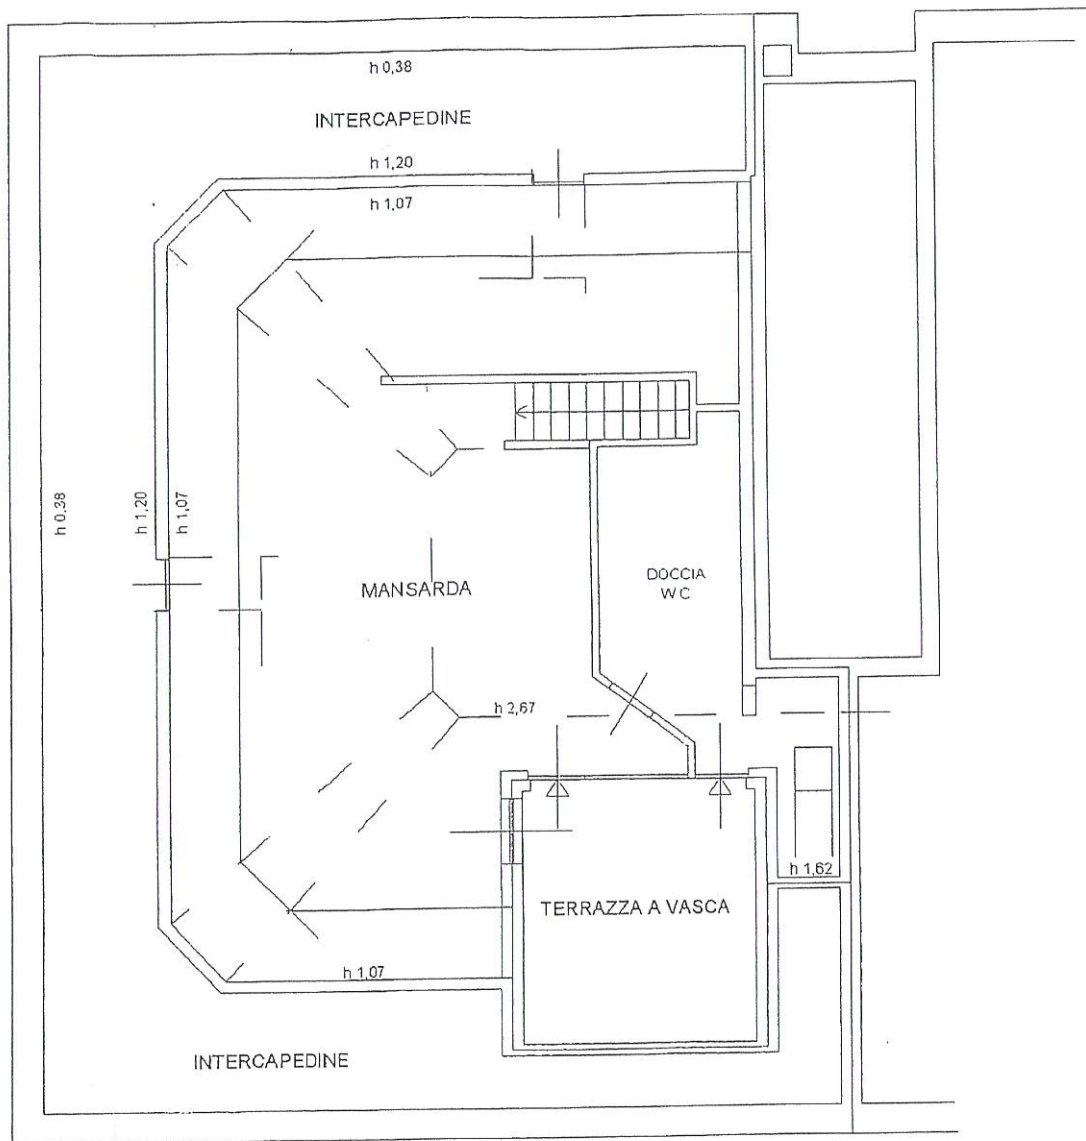 h 0,38
INTERCAPEDINE
h 1,20
h 1,07
h 0,38
h 1,20
h 1,07
MANSARDA
DOCCIA
WC
h 2,67
h 1,62
TERRAZZA A VASCA
h 1,07
INTERCAPEDINE